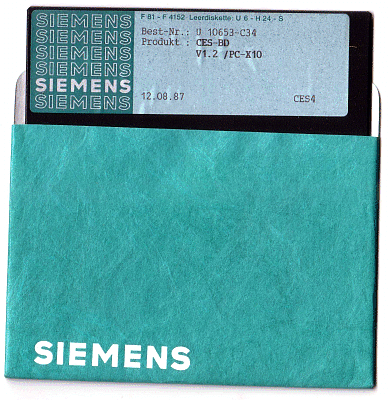 SIEMENS
SIEMENS
SIEMENS
SIEMENS
SIEMENS
SIEMENS
F 81 - F 4152 Leerdiskette: U 6 - H 24 - S
Best-Nr.: U 10653-C34
Produkt : CES-BD
V1.2 /PC-X10
12.08.87 CES4
SIEMENS